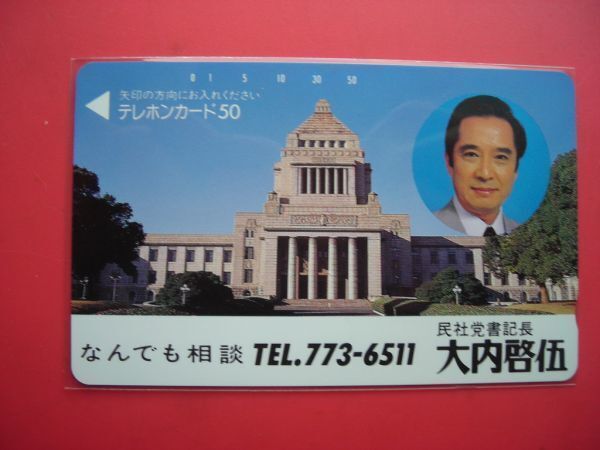 0 1 5 10 30 50
矢印の方向にお入れください
テレホンカード50
民社党書記長
なんでも相談 TEL.773-6511 大内啓伍